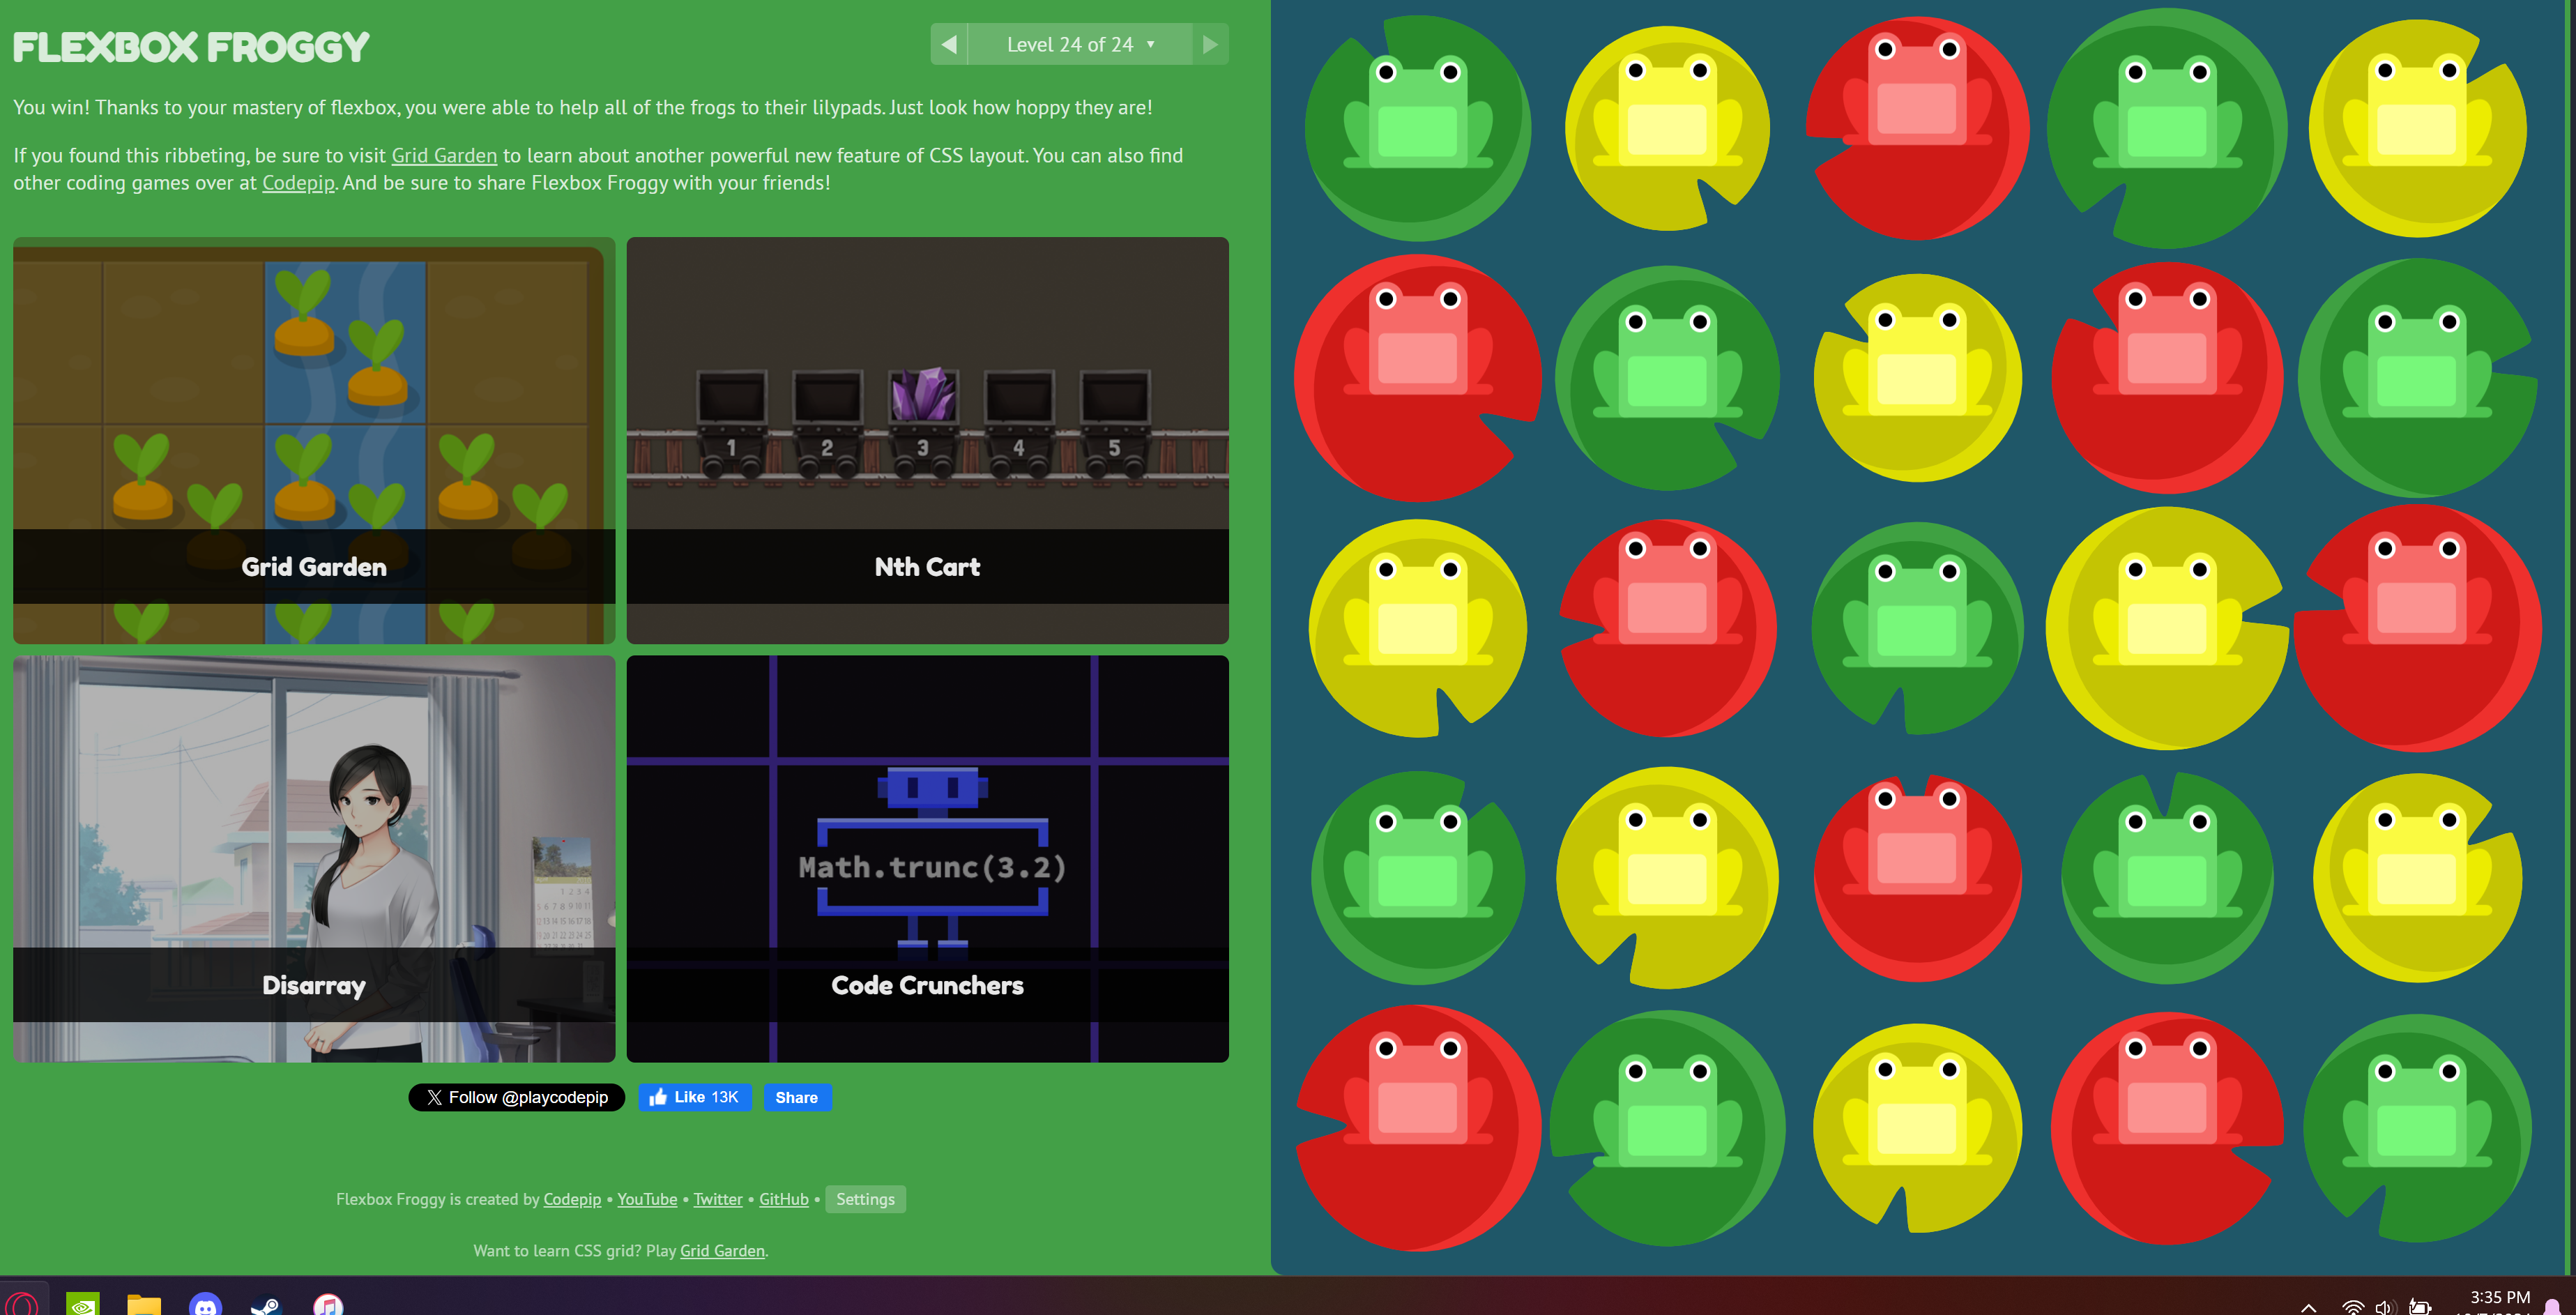 FLEXBOX FROGGY
Level 24 of 24
You win! Thanks to your mastery of flexbox, you were able to help all of the frogs to their lilypads. Just look how hoppy they are!
If you found this ribbeting, be sure to visit Grid Garden to learn about another powerful new feature of CSS layout. You can also find
other coding games over at Codepip. And be sure to share Flexbox Froggy with your friends!
1 2 3 4 5
Grid Garden
Nth Cart
Math.trunc(3.2)
Disarray
Code Crunchers
Follow @playcodepip
Like 13K
Share
Flexbox Froggy is created by Codepip • YouTube • Twitter • GitHub • Settings
Want to learn CSS grid? Play Grid Garden.
3:35 PM